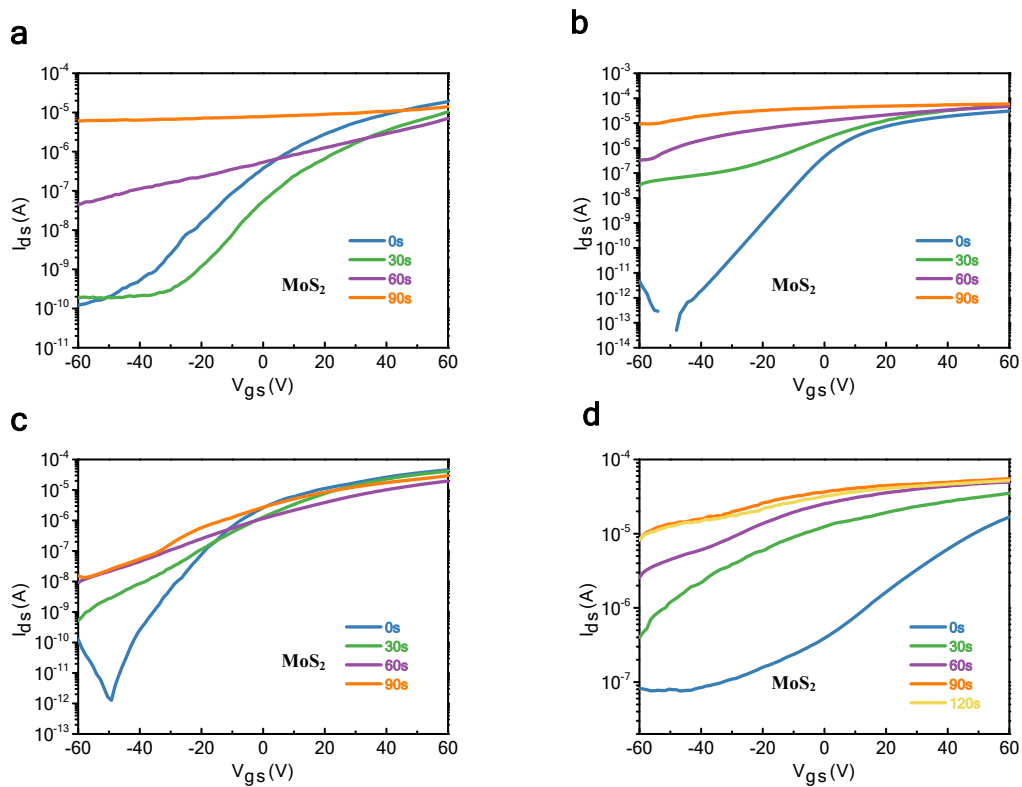 a
10⁻⁴
10⁻⁵
10⁻⁶
10⁻⁷
10⁻⁸
10⁻⁹
10⁻¹⁰
10⁻¹¹
I_ds(A)
0s
30s
60s
90s
MoS₂
-60 -40 -20 0 20 40 60
V_gs(V)
b
10⁻³
10⁻⁴
10⁻⁵
10⁻⁶
10⁻⁷
10⁻⁸
10⁻⁹
10⁻¹⁰
10⁻¹¹
10⁻¹²
10⁻¹³
10⁻¹⁴
I_ds(A)
0s
30s
60s
90s
MoS₂
-60 -40 -20 0 20 40 60
V_gs(V)
c
10⁻⁴
10⁻⁵
10⁻⁶
10⁻⁷
10⁻⁸
10⁻⁹
10⁻¹⁰
10⁻¹¹
10⁻¹²
10⁻¹³
I_ds(A)
0s
30s
60s
90s
MoS₂
-60 -40 -20 0 20 40 60
V_gs(V)
d
10⁻⁴
10⁻⁵
10⁻⁶
10⁻⁷
I_ds(A)
0s
30s
60s
90s
120s
MoS₂
-60 -40 -20 0 20 40 60
V_gs(V)